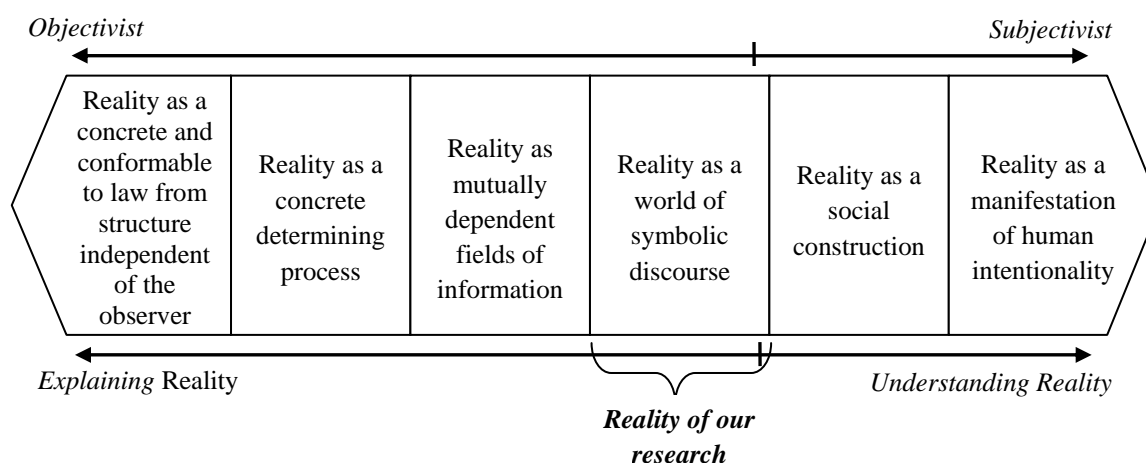 Objectivist
Subjectivist
Reality as a
concrete and
conformable
to law from
structure
independent
of the
observer
Reality as a
concrete
determining
process
Reality as
mutually
dependent
fields of
information
Reality as a
world of
symbolic
discourse
Reality as a
social
construction
Reality as a
manifestation
of human
intentionality
Explaining Reality
Understanding Reality
Reality of our
research